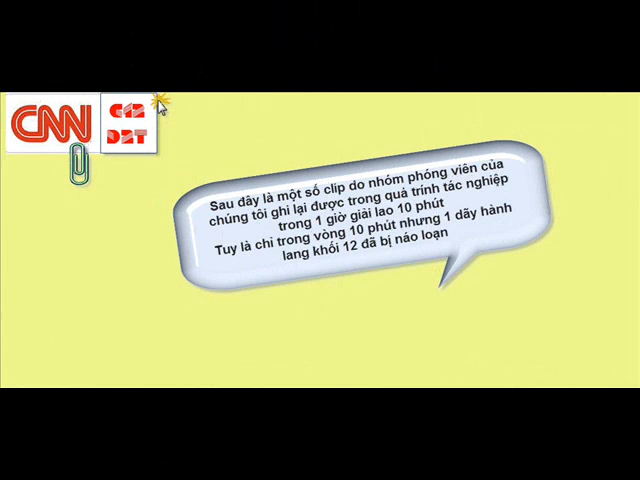 CNN
Sau đây là một số clip do nhóm phóng viên của
chúng tôi ghi lại được trong quá trình tác nghiệp
trong 1 giờ giải lao 10 phút
Tuy là chỉ trong vòng 10 phút nhưng 1 dãy hành
lang khối 12 đã bị náo loạn